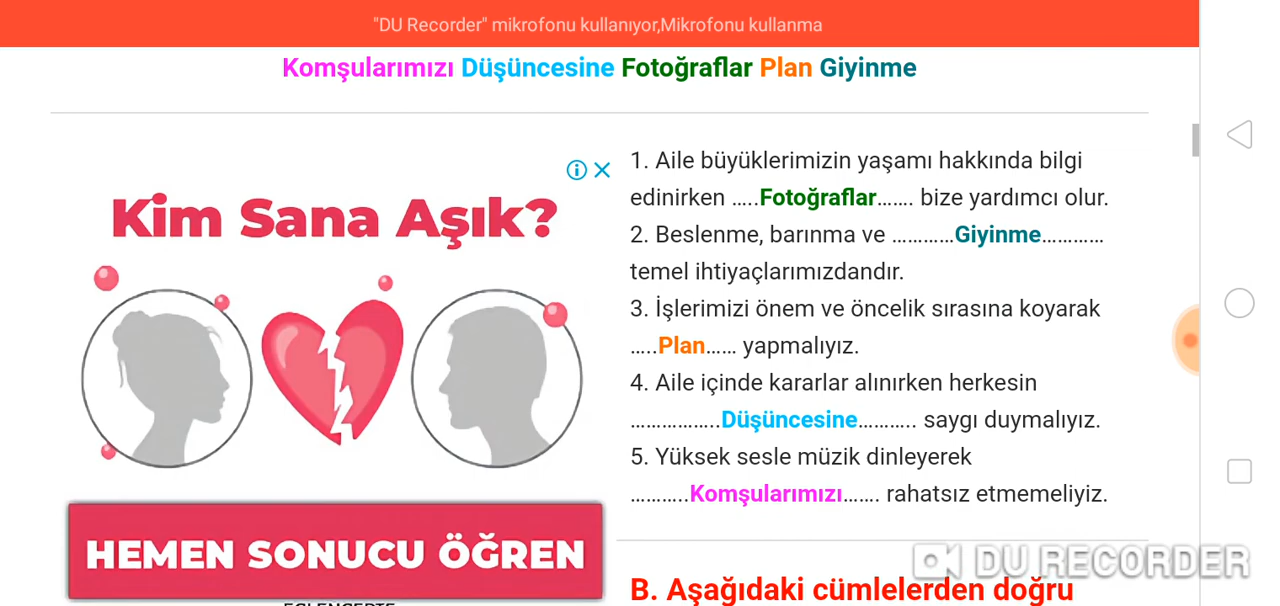 "DU Recorder" mikrofonu kullanıyor,Mikrofonu kullanma
Komşularımızı Düşüncesine Fotoğraflar Plan Giyinme
Kim Sana Aşık?
HEMEN SONUCU ÖĞREN
1. Aile büyüklerimizin yaşamı hakkında bilgi
edinirken …..Fotoğraflar……. bize yardımcı olur.
2. Beslenme, barınma ve …………Giyinme…………
temel ihtiyaçlarımızdandır.
3. İşlerimizi önem ve öncelik sırasına koyarak
…..Plan…… yapmalıyız.
4. Aile içinde kararlar alınırken herkesin
……………..Düşüncesine……….. saygı duymalıyız.
5. Yüksek sesle müzik dinleyerek
………..Komşularımızı……. rahatsız etmemeliyiz.
B. Aşağıdaki cümlelerden doğru
DU RECORDER